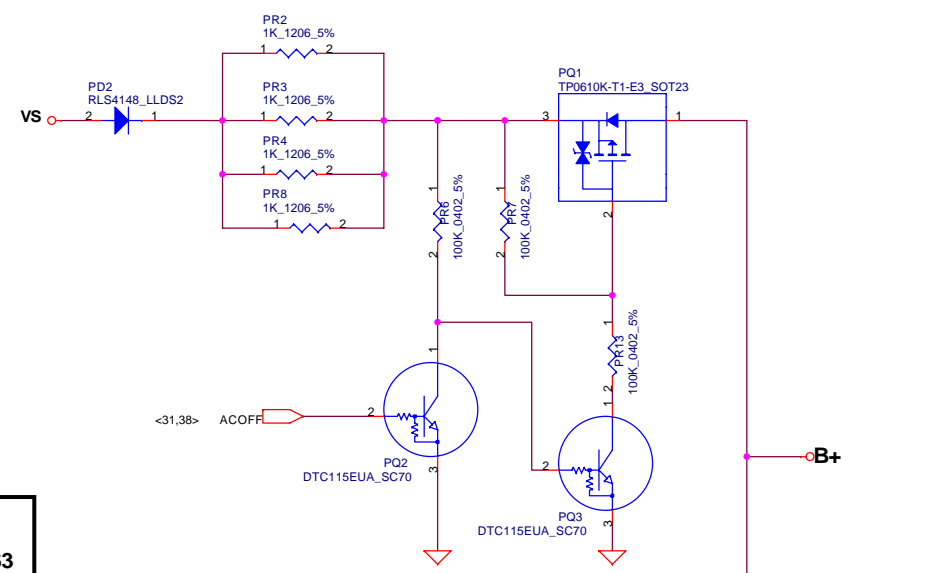 PR2
1K_1206_5%
1 2
PD2
RLS4148_LLDS2
VS 2 1
PR3
1K_1206_5%
1 2
PR4
1K_1206_5%
1 2
PR8
1K_1206_5%
1 2
PQ1
TP0610K-T1-E3_SOT23
3 1
2
1
PR6
100K_0402_5%
2
1
PR7
100K_0402_5%
2
1
PR13
100K_0402_5%
2
<31,38> ACOFF 2
1
3
PQ2
DTC115EUA_SC70
1
2
3
PQ3
DTC115EUA_SC70
B+